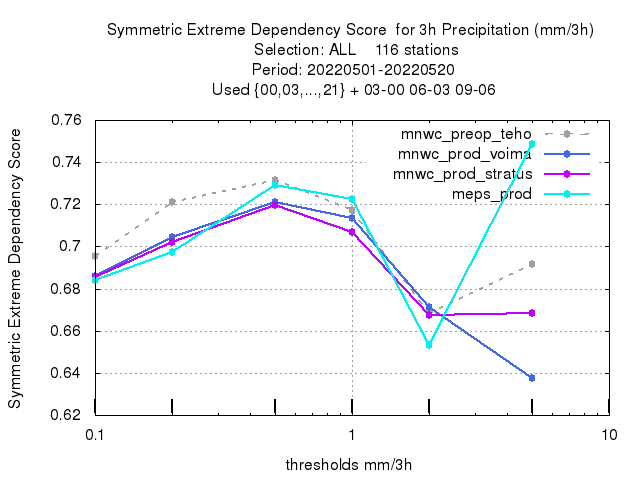 Symmetric Extreme Dependency Score  for 3h Precipitation (mm/3h)
Selection: ALL    116 stations
Period: 20220501-20220520
Used {00,03,...,21} + 03-00 06-03 09-06
Symmetric Extreme Dependency Score
0.76
0.74
0.72
0.7
0.68
0.66
0.64
0.62
mnwc_preop_teho
mnwc_prod_voima
mnwc_prod_stratus
meps_prod
0.1
1
10
thresholds mm/3h